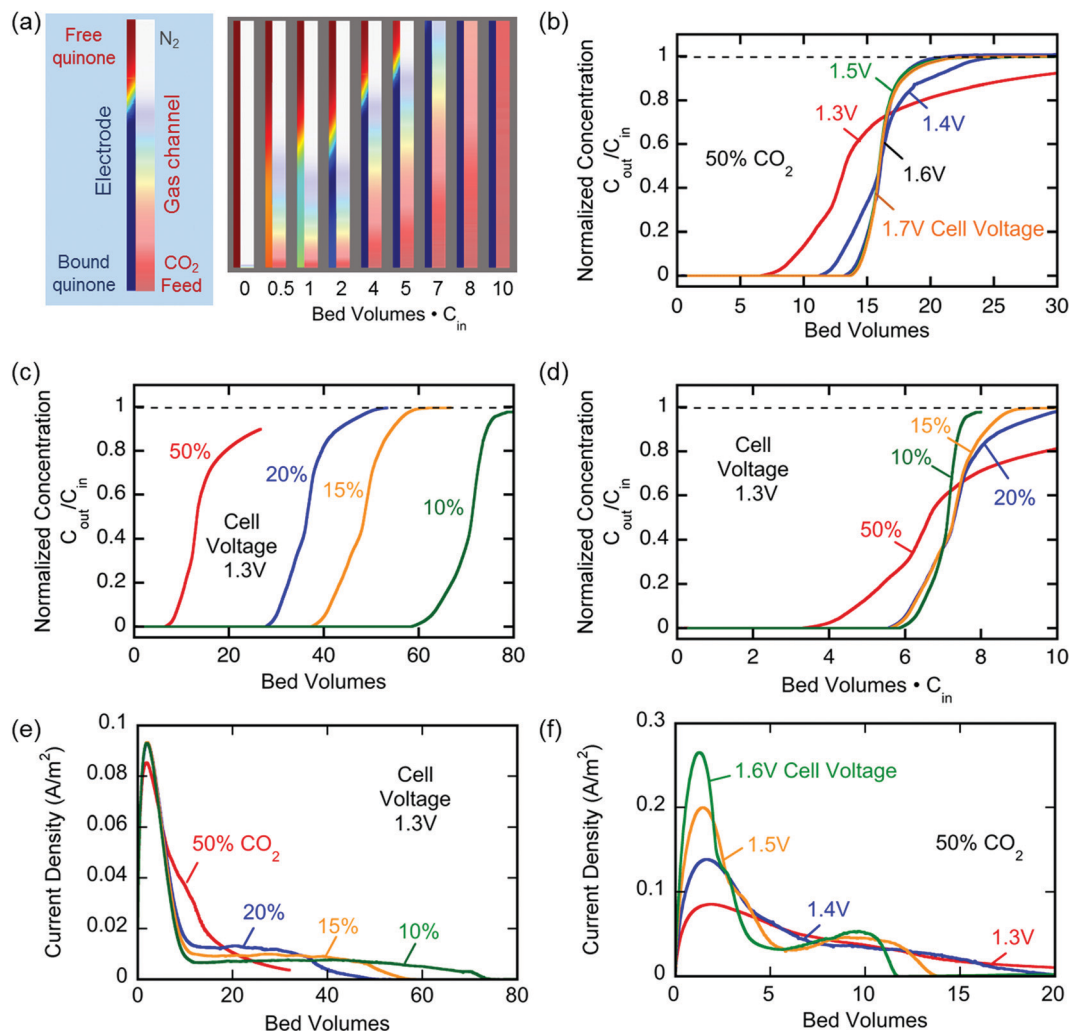 (a)
Free
quinone
N2
Electrode
Gas channel
Bound
quinone
CO2
Feed
0 0.5 1 2 4 5 7 8 10
Bed Volumes • Cin
(b)
Normalized Concentration
Cout/Cin
1
0.8
0.6
0.4
0.2
0
1.5V
1.3V
1.4V
50% CO2
1.6V
1.7V Cell Voltage
0 5 10 15 20 25 30
Bed Volumes
(c)
Normalized Concentration
Cout/Cin
1
0.8
0.6
0.4
0.2
0
50%
20%
15%
10%
Cell
Voltage
1.3V
0 20 40 60 80
Bed Volumes
(d)
Normalized Concentration
Cout/Cin
1
0.8
0.6
0.4
0.2
0
Cell
Voltage
1.3V
15%
10%
20%
50%
0 2 4 6 8 10
Bed Volumes • Cin
(e)
Current Density (A/m2)
0.1
0.08
0.06
0.04
0.02
0
Cell
Voltage
1.3V
50% CO2
20%
15%
10%
0 20 40 60 80
Bed Volumes
(f)
Current Density (A/m2)
0.3
0.2
0.1
0
1.6V Cell Voltage
1.5V
50% CO2
1.4V
1.3V
0 5 10 15 20
Bed Volumes